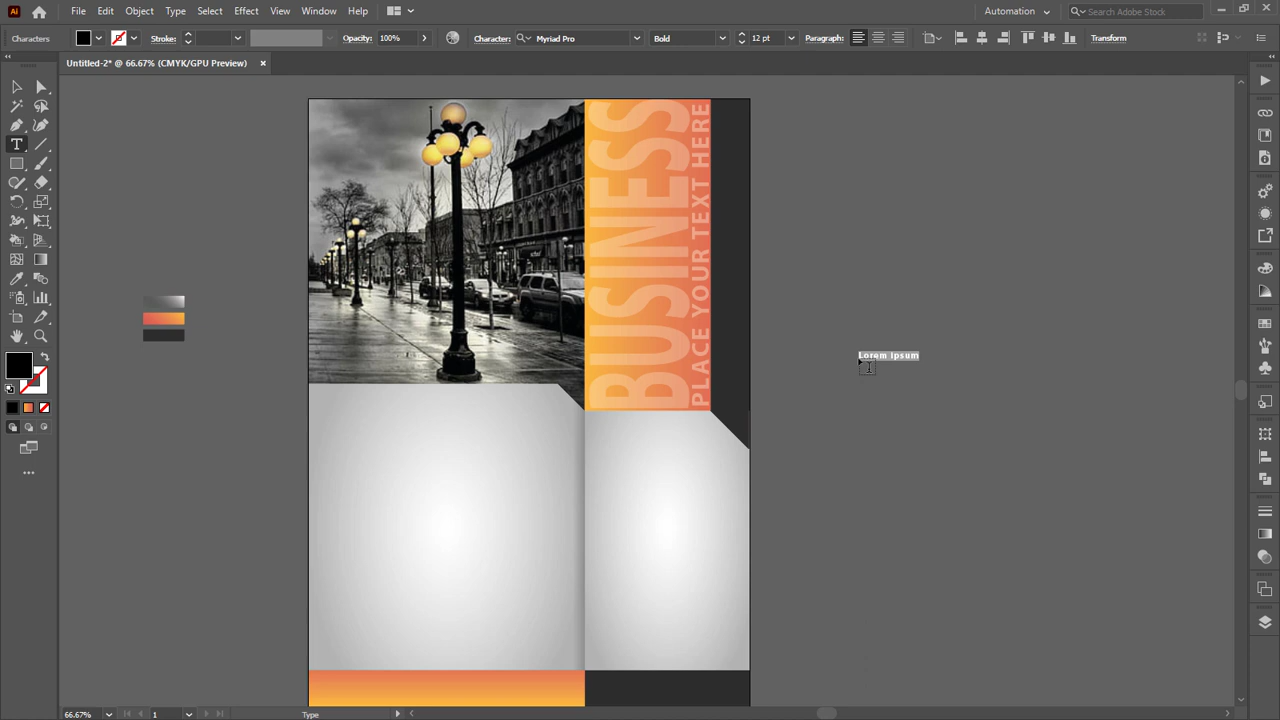 Ai File Edit Object Type Select Effect View Window Help Automation Search Adobe Stock
Characters Stroke: Opacity: 100% Character: Myriad Pro Bold 12 pt Paragraph: Transform
Untitled-2* @ 66.67% (CMYK/GPU Preview)
BUSINESS
PLACE YOUR TEXT HERE
Lorem ipsum
66.67% 1 Type